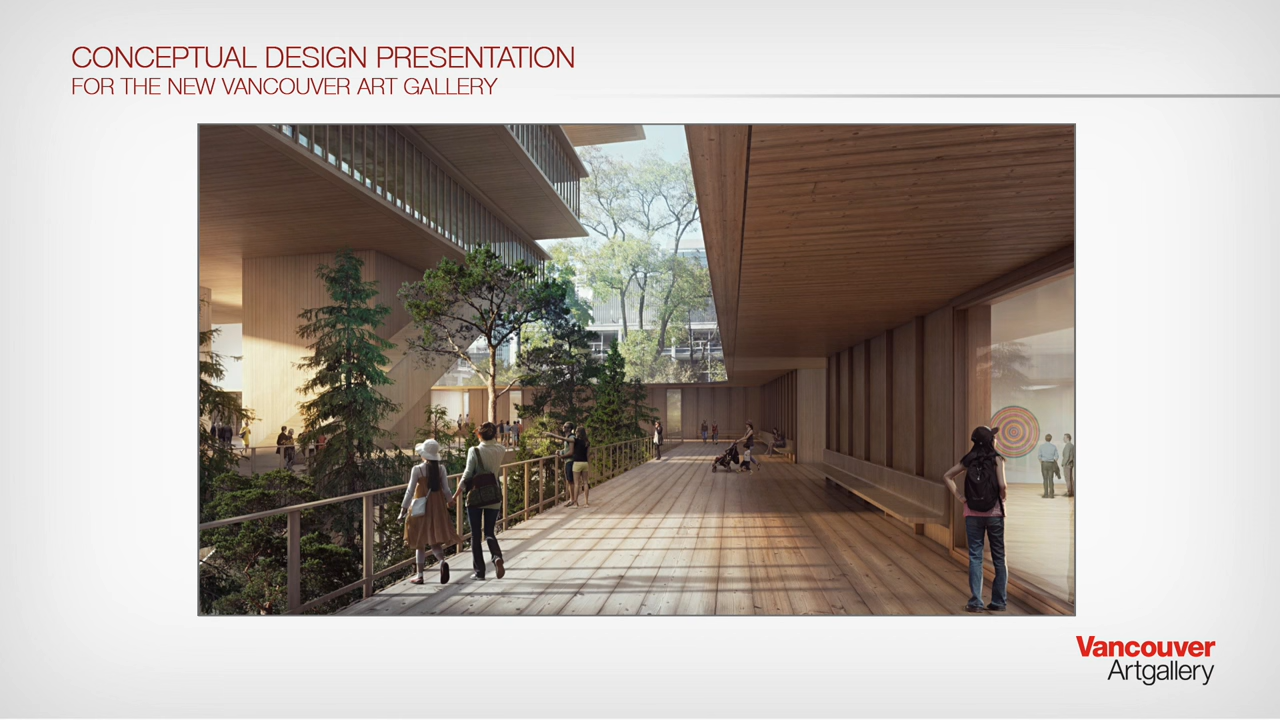 CONCEPTUAL DESIGN PRESENTATION
FOR THE NEW VANCOUVER ART GALLERY
Vancouver
Artgallery